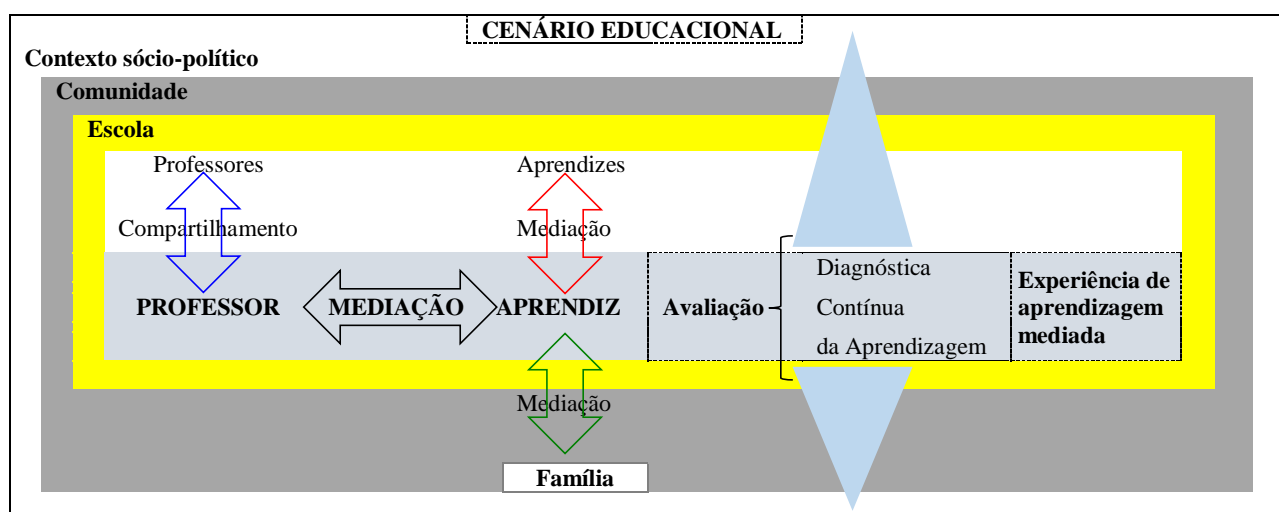 CENÁRIO EDUCACIONAL
Contexto sócio-político
Comunidade
Escola
Professores
Aprendizes
Compartilhamento
Mediação
PROFESSOR
MEDIAÇÃO
APRENDIZ
Avaliação
Diagnóstica
Contínua
da Aprendizagem
Experiência de
aprendizagem
mediada
Mediação
Família